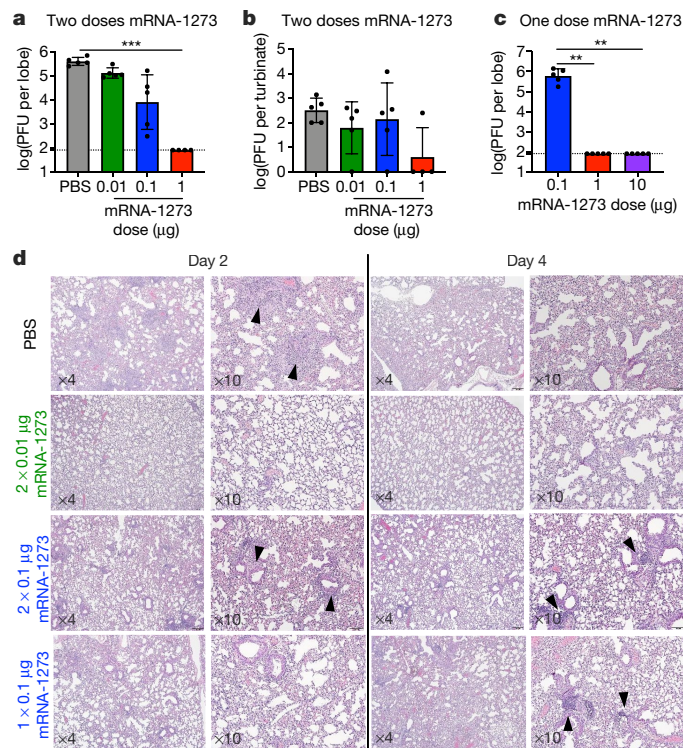 a
Two doses mRNA-1273
***
log(PFU per lobe)
6
5
4
3
2
1
PBS 0.01 0.1 1
mRNA-1273
dose (μg)
b
Two doses mRNA-1273
log(PFU per turbinate)
5
4
3
2
1
0
PBS 0.01 0.1 1
mRNA-1273
dose (μg)
c
One dose mRNA-1273
**
**
log(PFU per lobe)
7
6
5
4
3
2
1
0.1 1 10
mRNA-1273 dose (μg)
d
Day 2
Day 4
PBS
×4
×10
×4
×10
2 × 0.01 μg
mRNA-1273
×4
×10
×4
×10
2 × 0.1 μg
mRNA-1273
×4
×10
×4
×10
1 × 0.1 μg
mRNA-1273
×4
×10
×4
×10